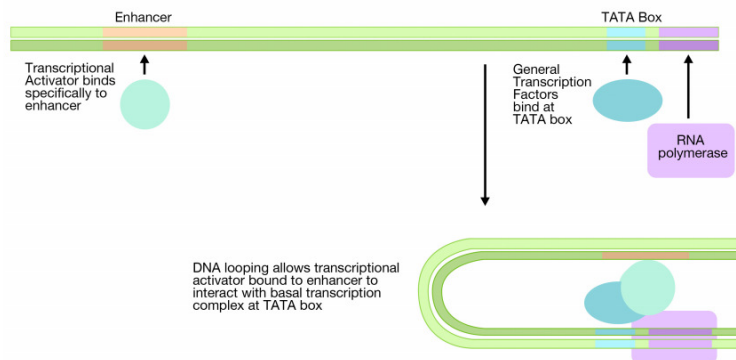 Enhancer
TATA Box
Transcriptional
Activator binds
specifically to
enhancer
General
Transcription
Factors
bind at
TATA box
RNA
polymerase
DNA looping allows transcriptional
activator bound to enhancer to
interact with basal transcription
complex at TATA box